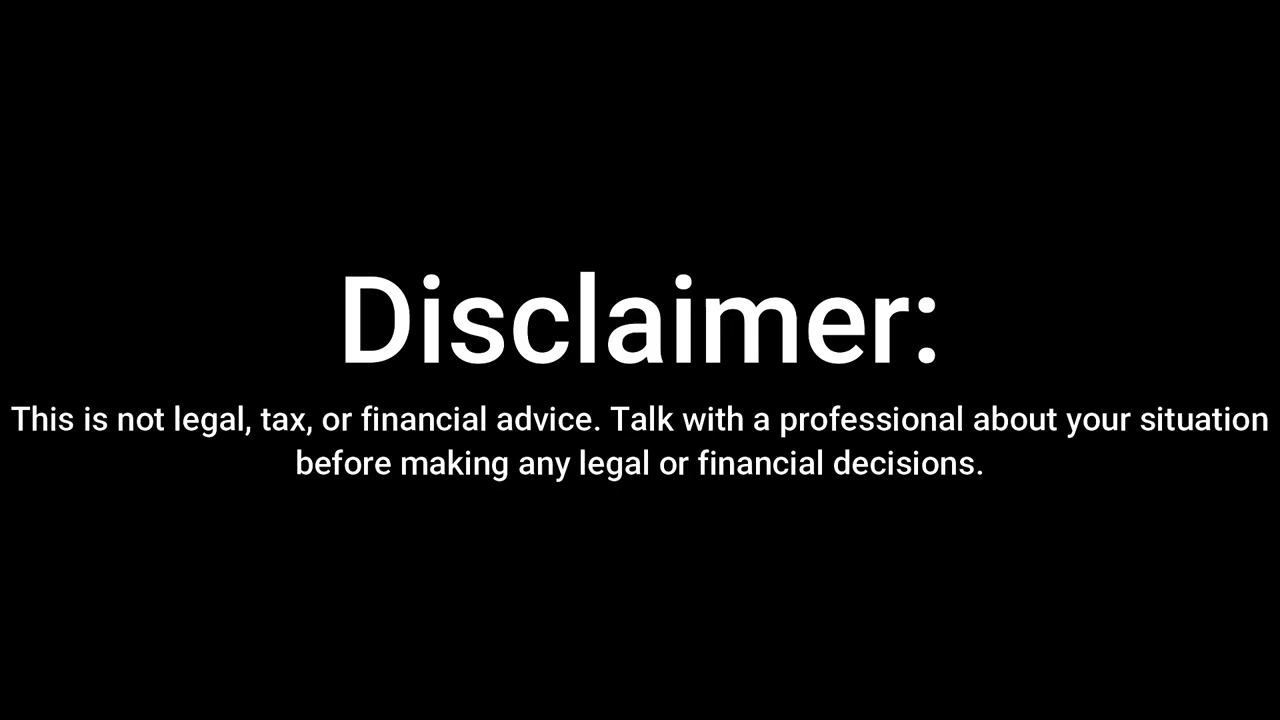 Disclaimer:
This is not legal, tax, or financial advice. Talk with a professional about your situation
before making any legal or financial decisions.